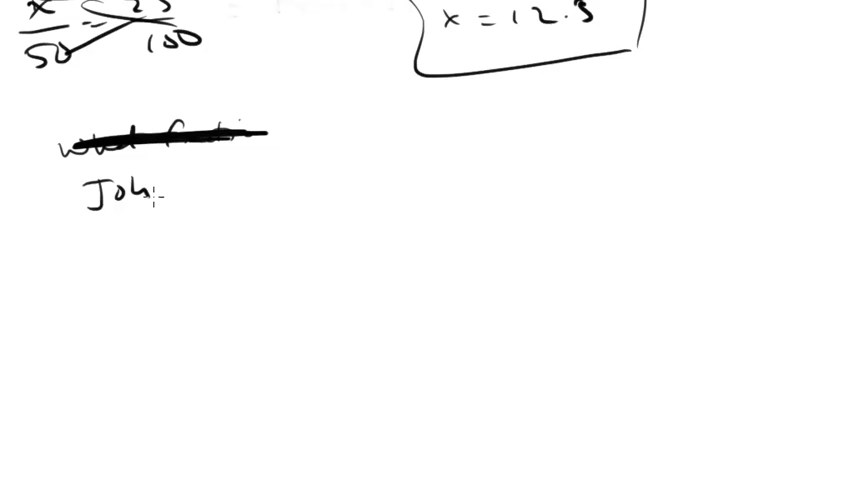 x 25
— =
50 100
x = 12.5
Joh